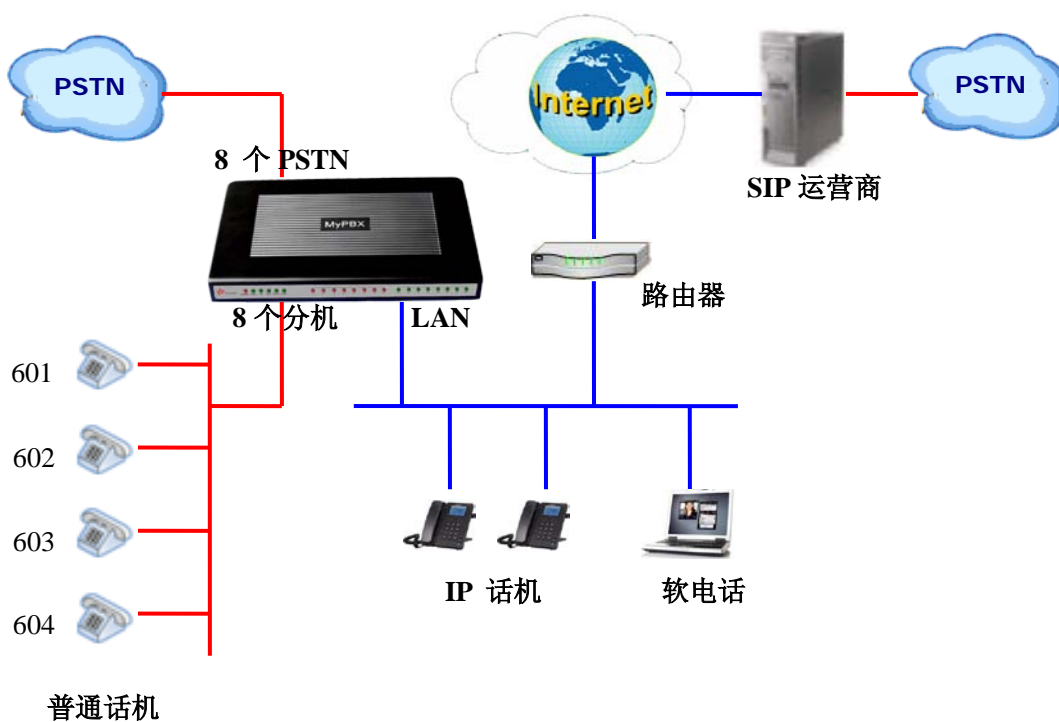 PSTN
Internet
PSTN
8 个 PSTN
MyPBX
SIP 运营商
路由器
8 个分机
LAN
601
602
603
604
IP 话机
软电话
普通话机